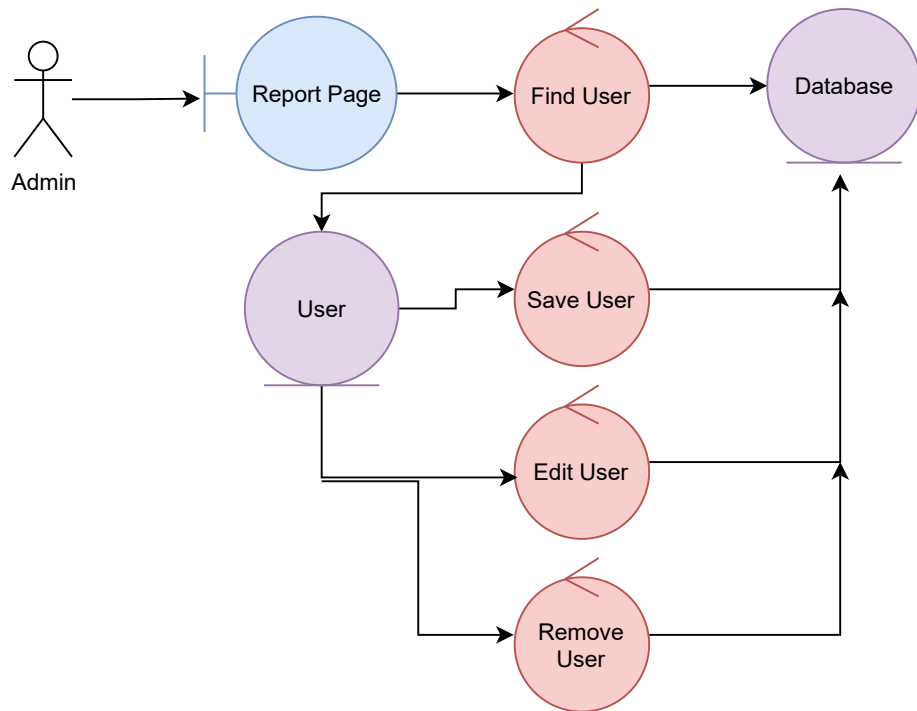 Report Page
Find User
Database
Admin
User
Save User
Edit User
Remove
User